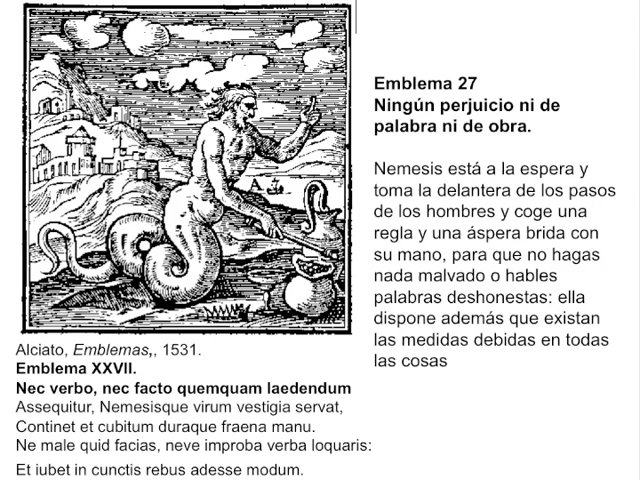 Emblema 27
Ningún perjuicio ni de
palabra ni de obra.
Nemesis está a la espera y
toma la delantera de los pasos
de los hombres y coge una
regla y una áspera brida con
su mano, para que no hagas
nada malvado o hables
palabras deshonestas: ella
dispone además que existan
las medidas debidas en todas
las cosas
A
Alciato, Emblemas,, 1531.
Emblema XXVII.
Nec verbo, nec facto quemquam laedendum
Assequitur, Nemesisque virum vestigia servat,
Continet et cubitum duraque fraena manu.
Ne male quid facias, neve improba verba loquaris:
Et iubet in cunctis rebus adesse modum.